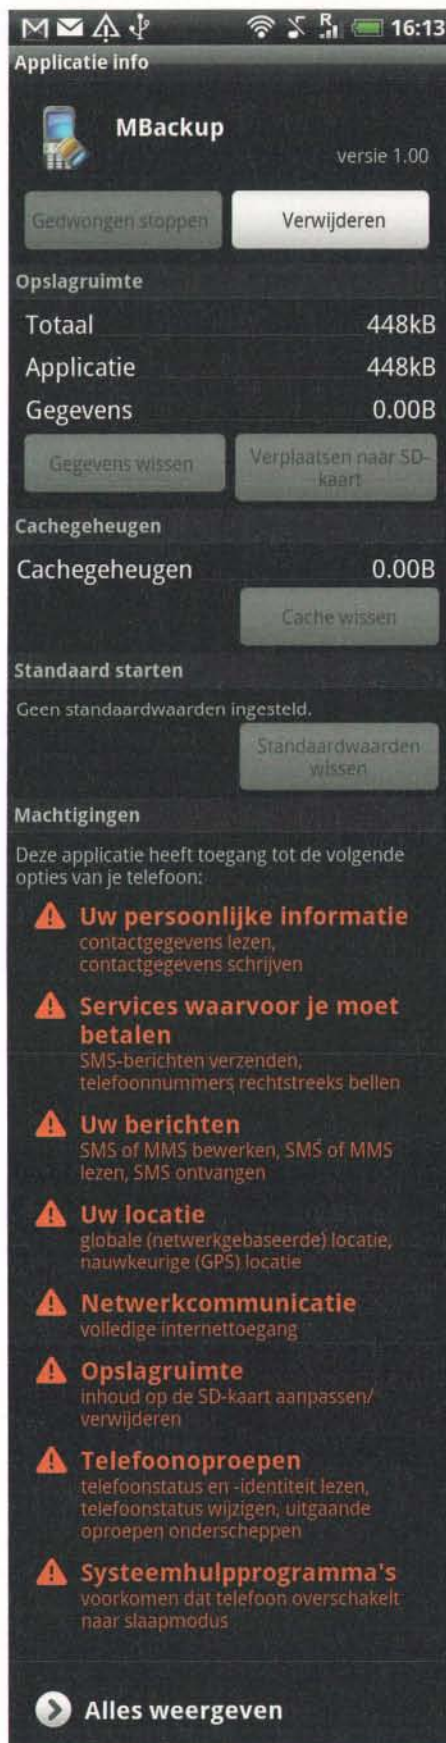 R 16:13
Applicatie info
MBackup
versie 1.00
Gedwongen stoppen
Verwijderen
Opslagruimte
Totaal 448kB
Applicatie 448kB
Gegevens 0.00B
Gegevens wissen
Verplaatsen naar SD-
kaart
Cachegeheugen
Cachegeheugen 0.00B
Cache wissen
Standaard starten
Geen standaardwaarden ingesteld.
Standaardwaarden
wissen
Machtigingen
Deze applicatie heeft toegang tot de volgende
opties van je telefoon:
Uw persoonlijke informatie
contactgegevens lezen,
contactgegevens schrijven
Services waarvoor je moet
betalen
SMS-berichten verzenden,
telefoonnummers rechtstreeks bellen
Uw berichten
SMS of MMS bewerken, SMS of MMS
lezen, SMS ontvangen
Uw locatie
globale (netwerkgebaseerde) locatie,
nauwkeurige (GPS) locatie
Netwerkcommunicatie
volledige internettoegang
Opslagruimte
inhoud op de SD-kaart aanpassen/
verwijderen
Telefoonoproepen
telefoonstatus en -identiteit lezen,
telefoonstatus wijzigen, uitgaande
oproepen onderscheppen
Systeemhulpprogramma's
voorkomen dat telefoon overschakelt
naar slaapmodus
Alles weergeven